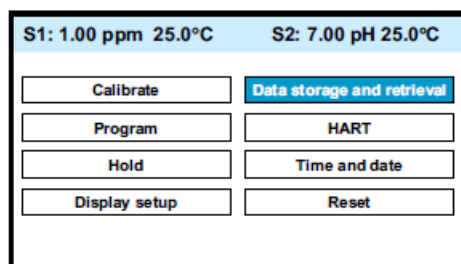 S1: 1.00 ppm 25.0°C S2: 7.00 pH 25.0°C
Calibrate Data storage and retrieval
Program HART
Hold Time and date
Display setup Reset